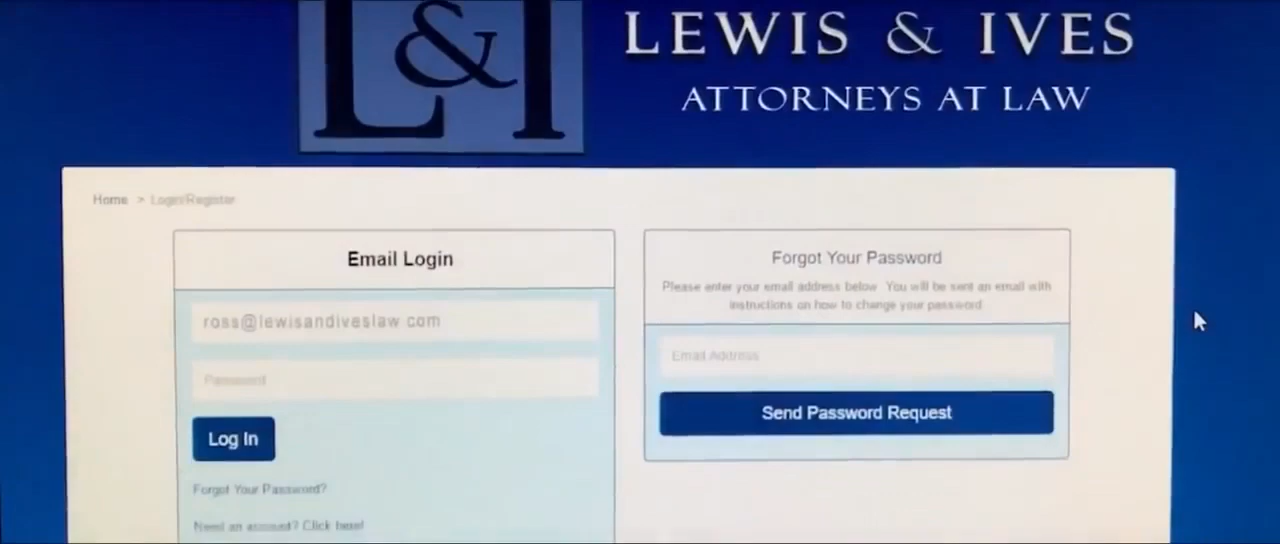 L&I
LEWIS & IVES
ATTORNEYS AT LAW
Home > Login/Register
Email Login
ross@lewisandiveslaw.com
Password
Log In
Forgot Your Password?
Need an account? Click here!
Forgot Your Password
Please enter your email address below. You will be sent an email with
instructions on how to change your password.
Email Address
Send Password Request